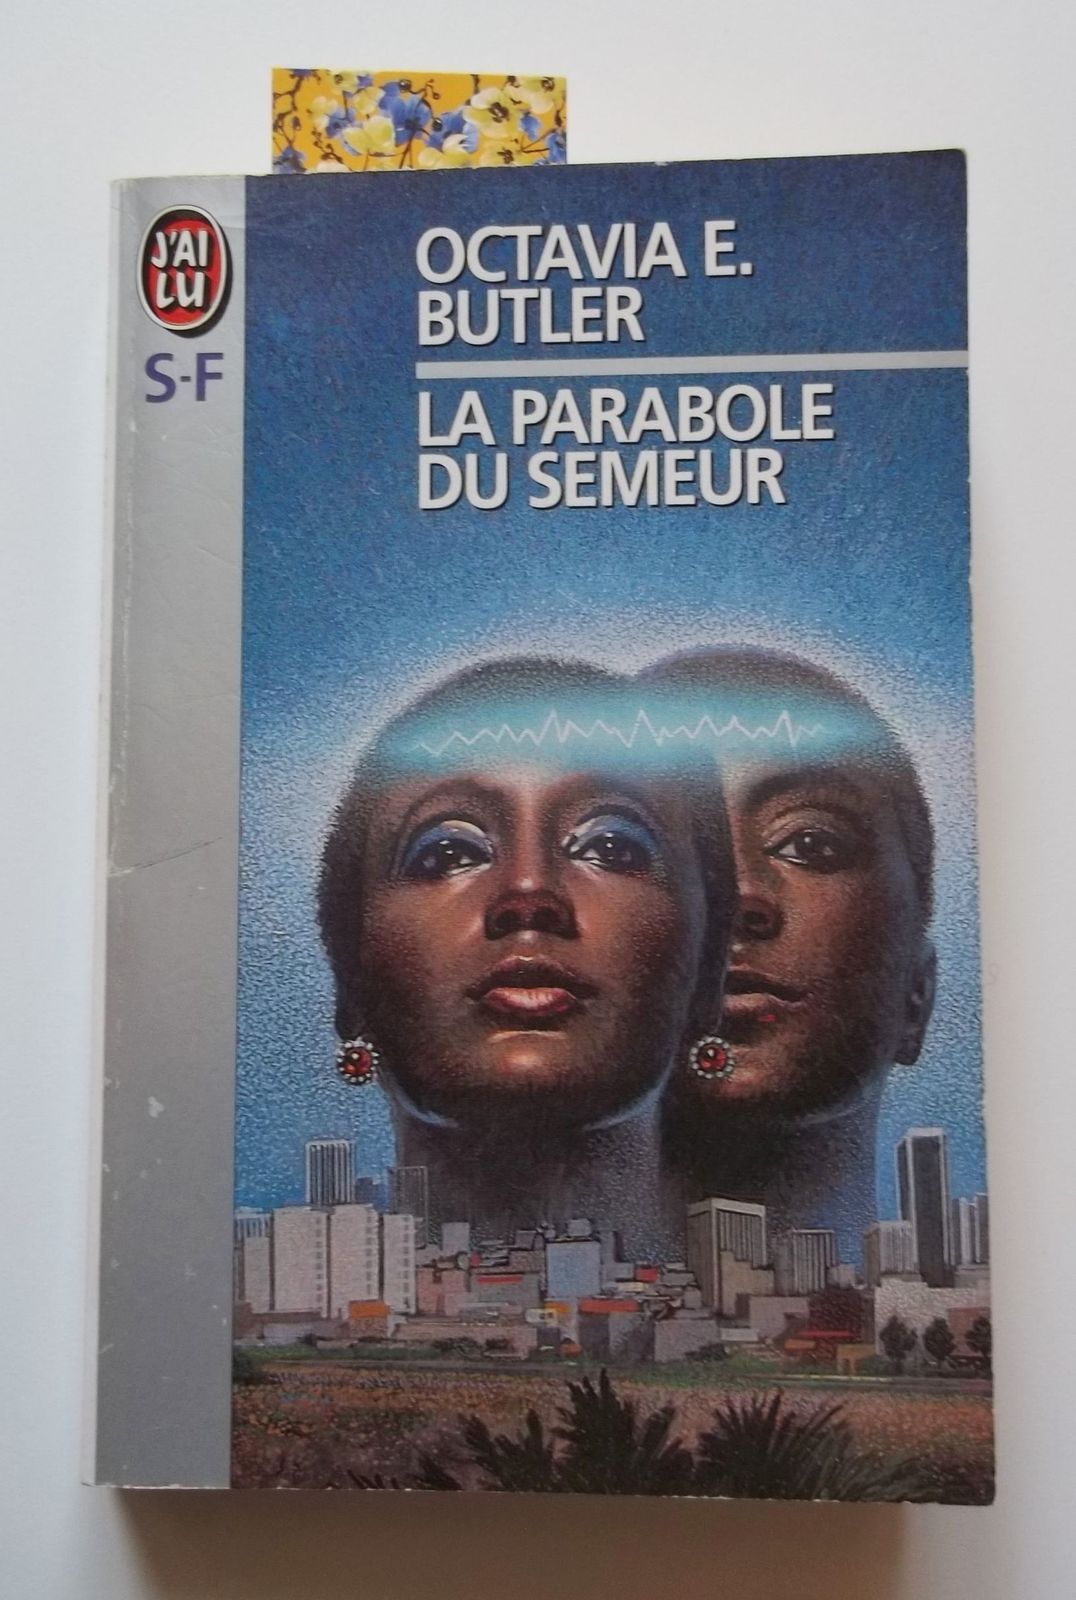 J'AI
LU
S-F
OCTAVIA E.
BUTLER
LA PARABOLE
DU SEMEUR